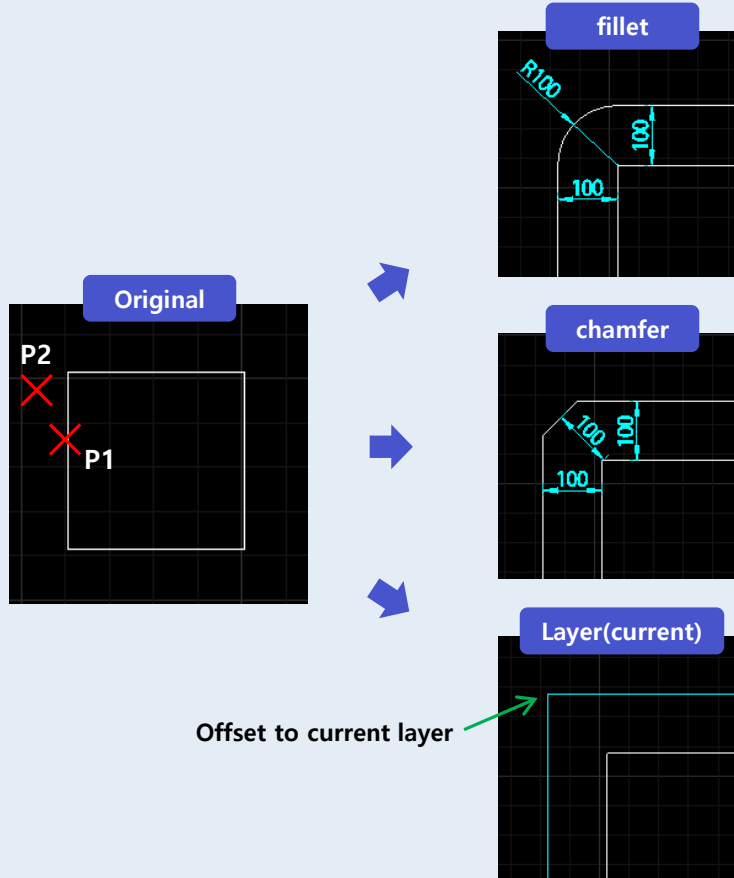 fillet
R100
100
100
Original
P2
P1
chamfer
100
100
100
Layer(current)
Offset to current layer